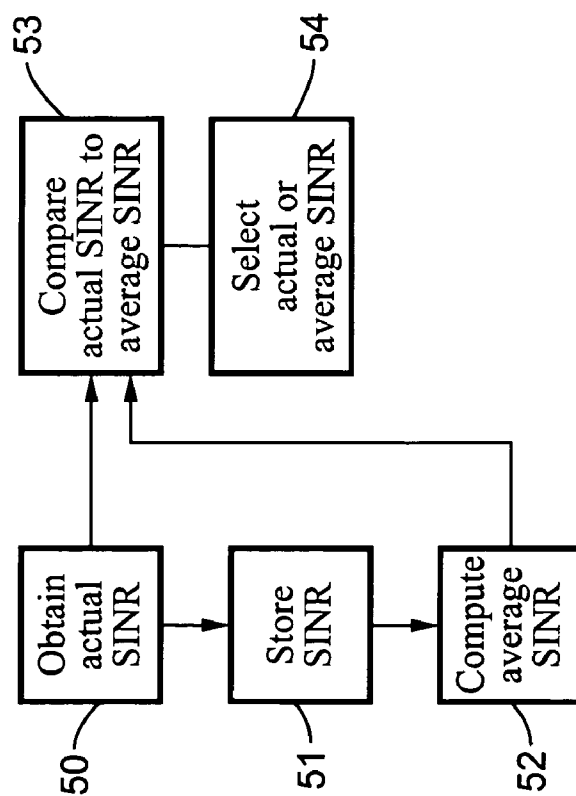 50
Obtain
actual
SINR
51
Store
SINR
52
Compute
average
SINR
53
Compare
actual SINR to
average SINR
54
Select
actual or
average SINR